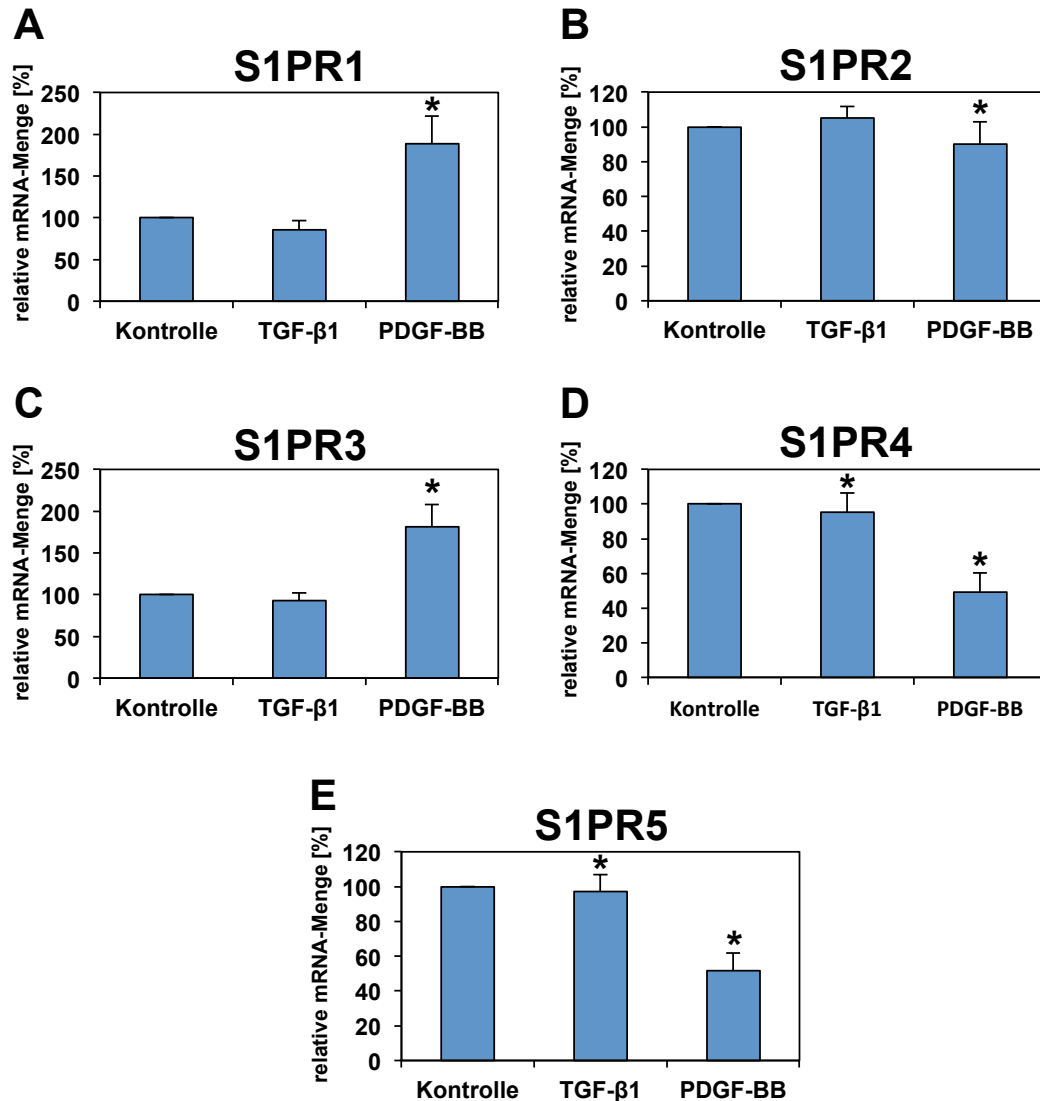 A
S1PR1
relative mRNA-Menge [%]
250
200
150
100
50
0
*
Kontrolle TGF-β1 PDGF-BB
B
S1PR2
relative mRNA-Menge [%]
120
100
80
60
40
20
0
*
Kontrolle TGF-β1 PDGF-BB
C
S1PR3
relative mRNA-Menge [%]
250
200
150
100
50
0
*
Kontrolle TGF-β1 PDGF-BB
D
S1PR4
relative mRNA-Menge [%]
120
100
80
60
40
20
0
*
*
Kontrolle TGF-β1 PDGF-BB
E
S1PR5
relative mRNA-Menge [%]
120
100
80
60
40
20
0
*
*
Kontrolle TGF-β1 PDGF-BB